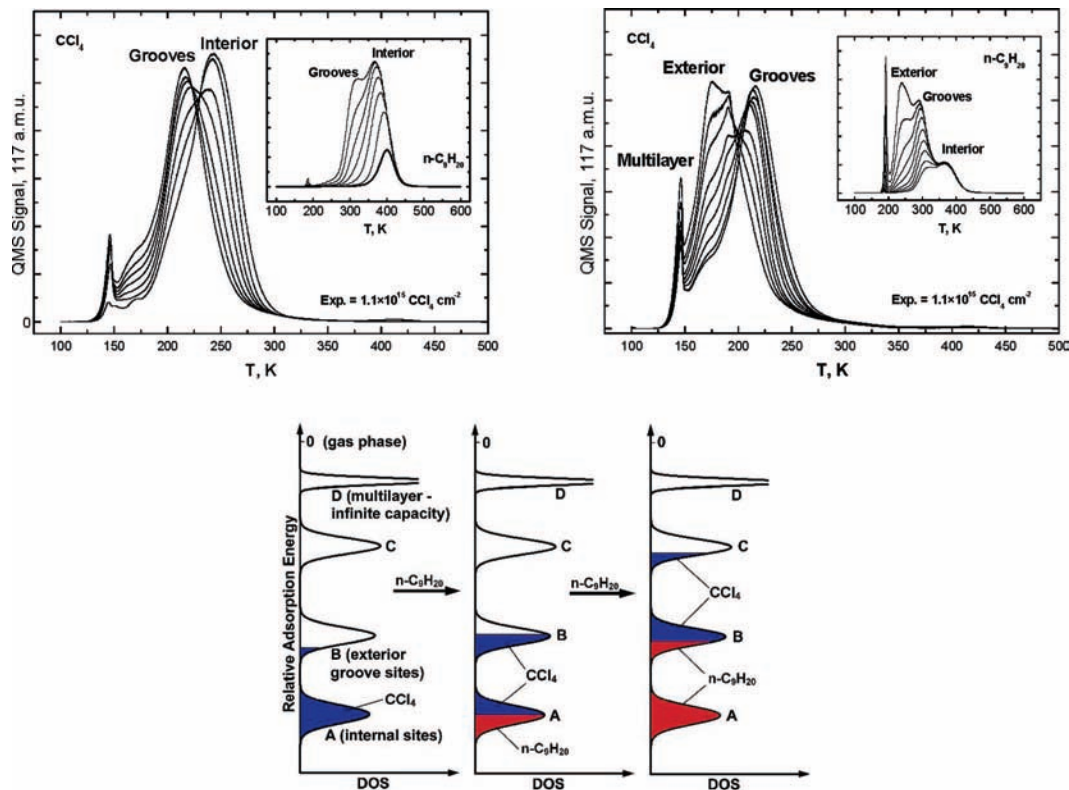 CCl4
Grooves
Interior
QMS Signal, 117 a.m.u.
0
Exp. = 1.1×10^15 CCl4 cm^-2
100 150 200 250 300 350 400 450 500
T, K
Interior
Grooves
n-C9H20
100 200 300 400 500 600
T, K
CCl4
Exterior
Grooves
Multilayer
QMS Signal, 117 a.m.u.
Exp. = 1.1×10^15 CCl4 cm^-2
100 150 200 250 300 350 400 450 500
T, K
n-C9H20
Exterior
Grooves
Interior
100 200 300 400 500 600
T, K
Relative Adsorption Energy
0 (gas phase)
D (multilayer -
infinite capacity)
C
n-C9H20
B (exterior
groove sites)
CCl4
A (internal sites)
DOS
0
D
C
n-C9H20
B
CCl4
A
n-C9H20
DOS
0
D
C
CCl4
B
n-C9H20
A
DOS